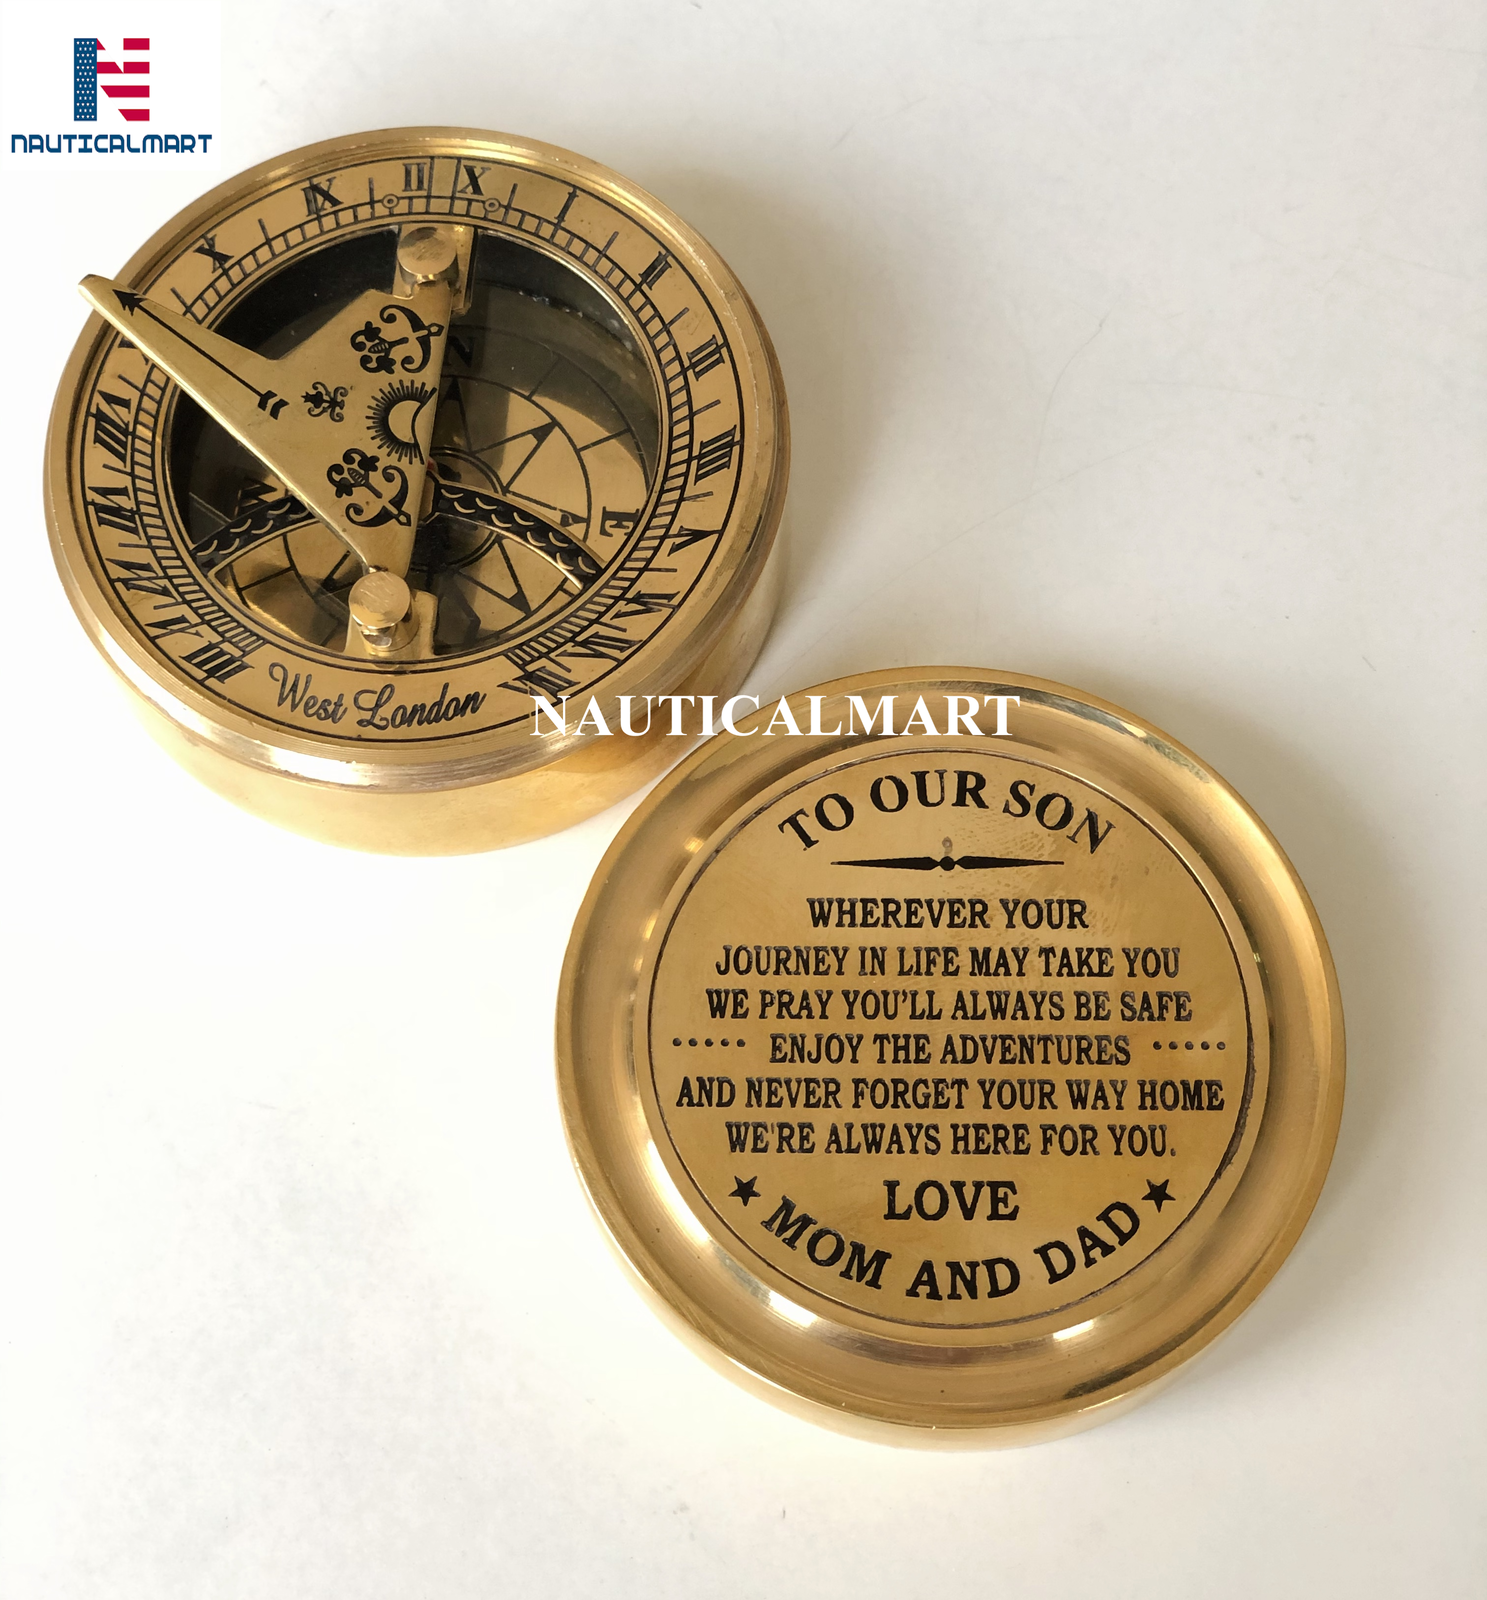 NAUTICALMART
West London
N
E
W
NAUTICALMART
TO OUR SON
WHEREVER YOUR
JOURNEY IN LIFE MAY TAKE YOU
WE PRAY YOU'LL ALWAYS BE SAFE
••••• ENJOY THE ADVENTURES •••••
AND NEVER FORGET YOUR WAY HOME
WE'RE ALWAYS HERE FOR YOU.
LOVE
★ MOM AND DAD ★